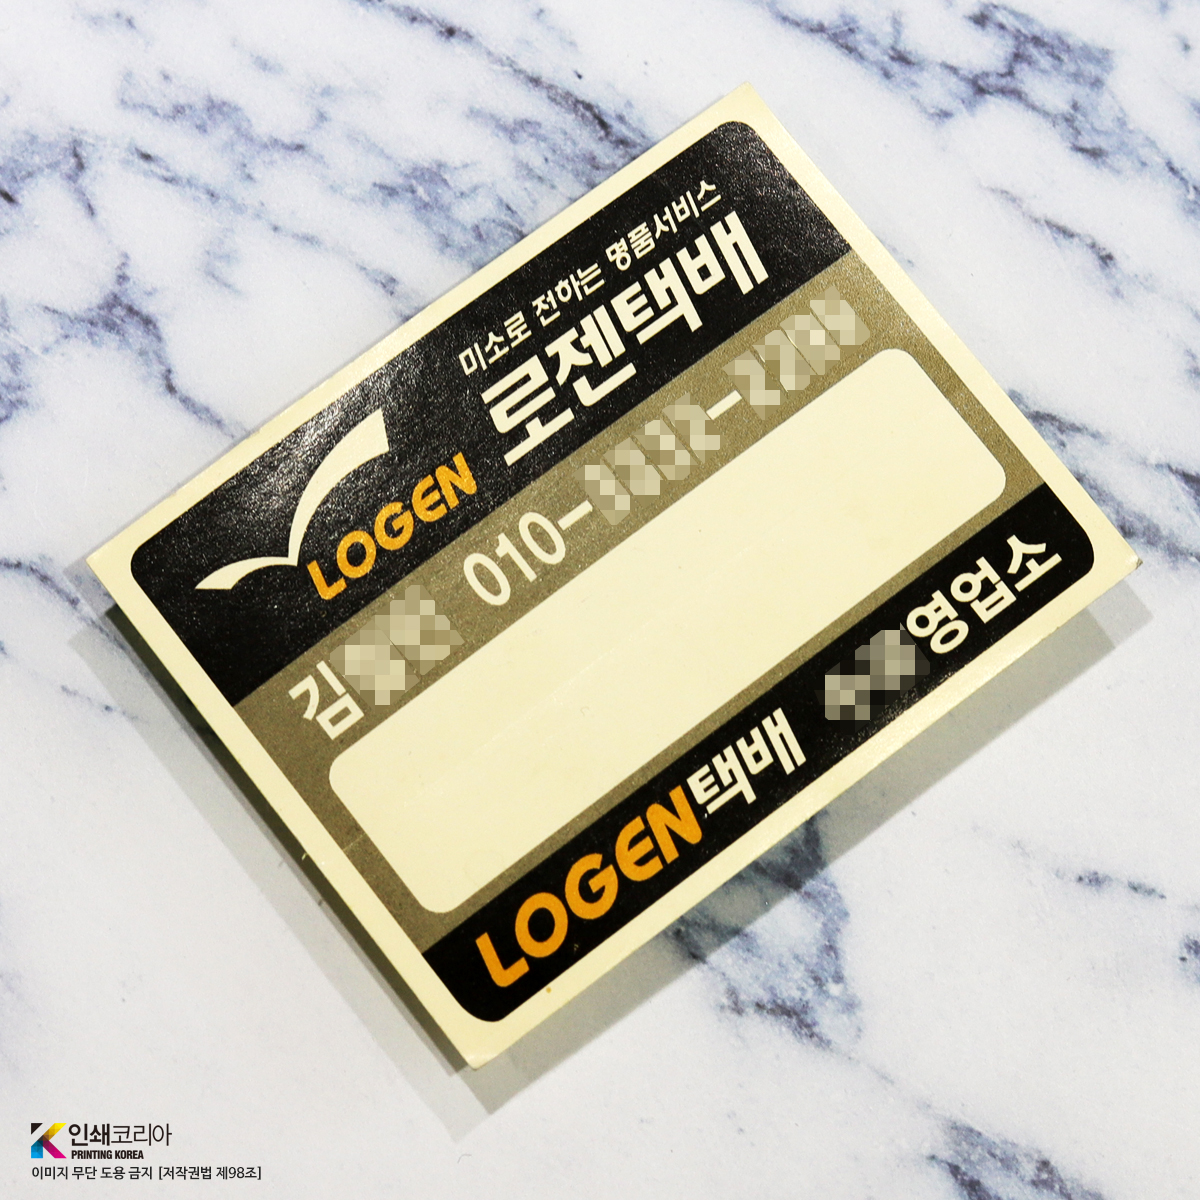 미소로 전하는 명품서비스
로젠택배
LOGEN
김
010-
LOGEN택배 영업소
인쇄코리아
PRINTING KOREA
이미지 무단 도용 금지 [저작권법 제98조]